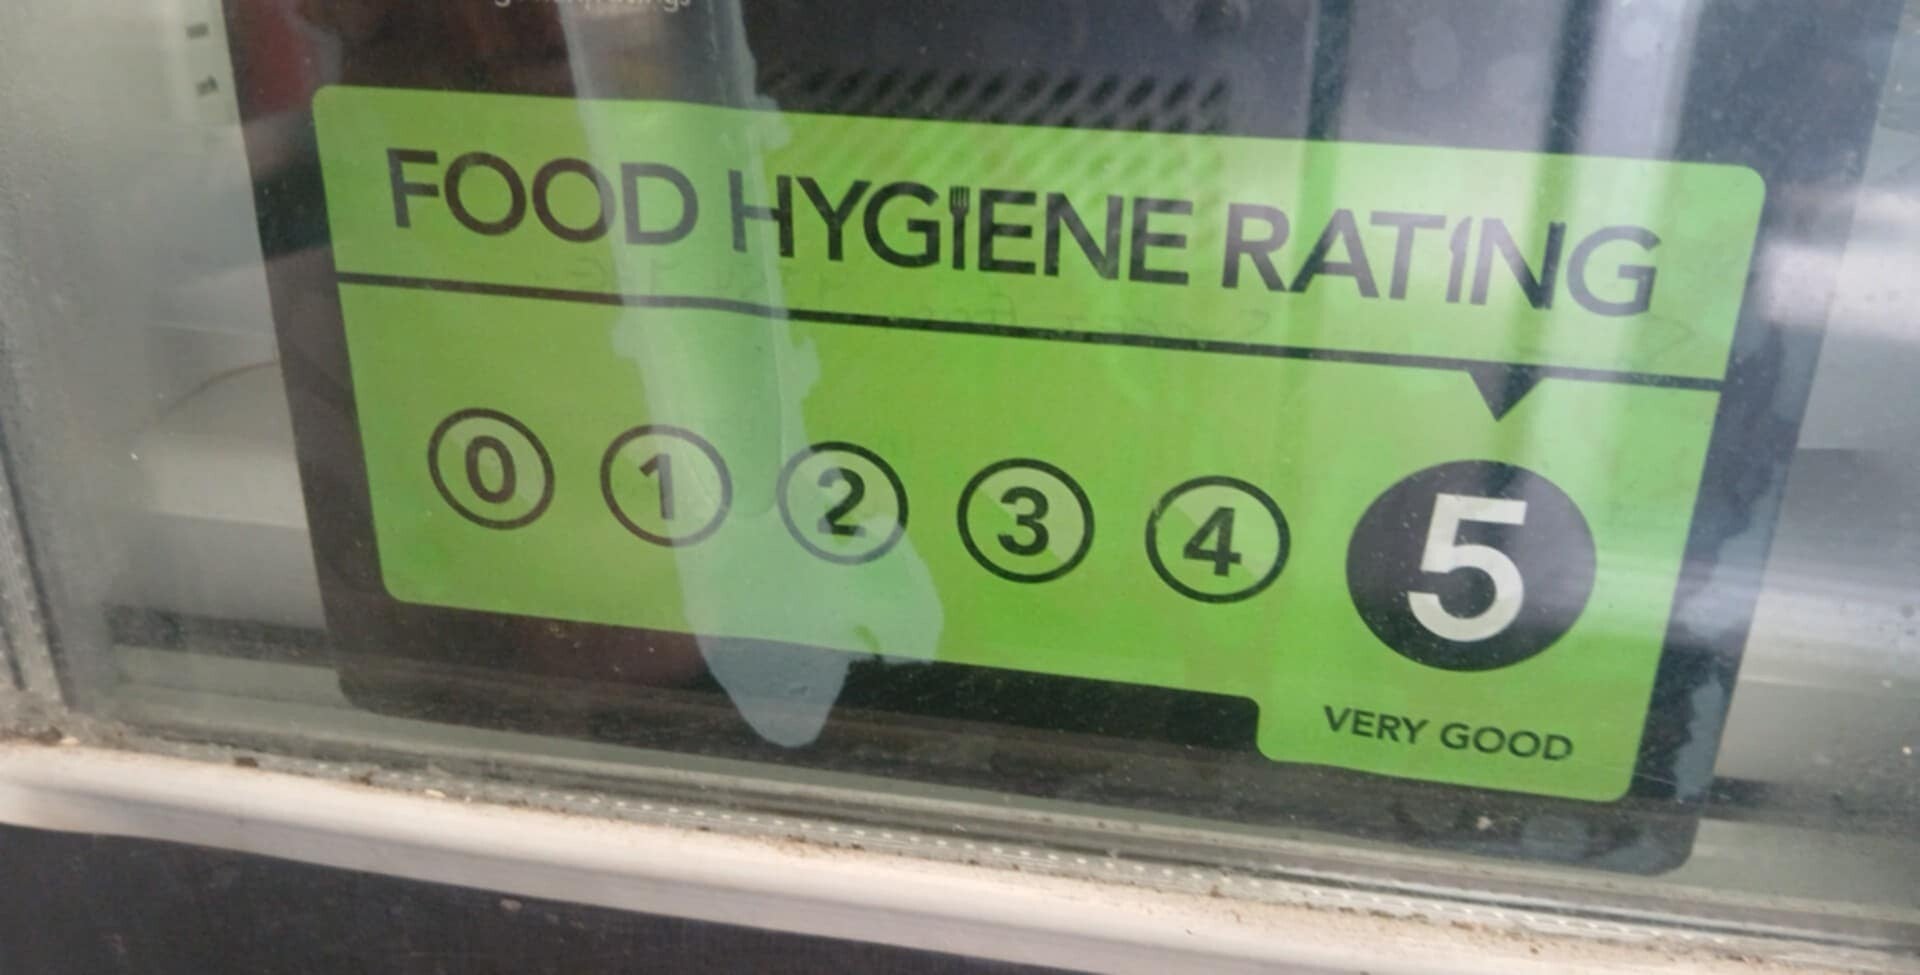 FOOD HYGIENE RATING
0 1 2 3 4 5
VERY GOOD